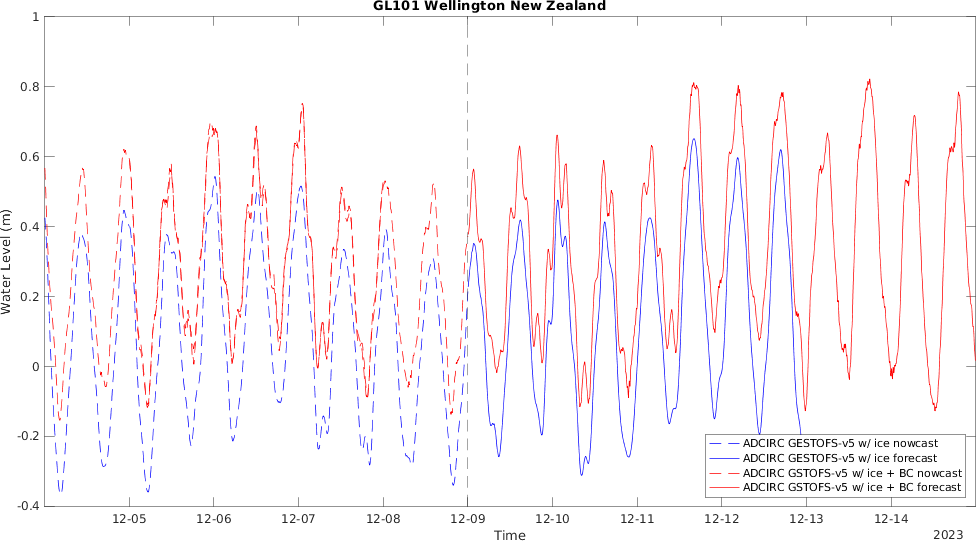 GL101 Wellington New Zealand
1
0.8
0.6
0.4
0.2
0
-0.2
-0.4
Water Level (m)
12-05 12-06 12-07 12-08 12-09 12-10 12-11 12-12 12-13 12-14
Time
2023
ADCIRC GESTOFS-v5 w/ ice nowcast
ADCIRC GESTOFS-v5 w/ ice forecast
ADCIRC GSTOFS-v5 w/ ice + BC nowcast
ADCIRC GSTOFS-v5 w/ ice + BC forecast